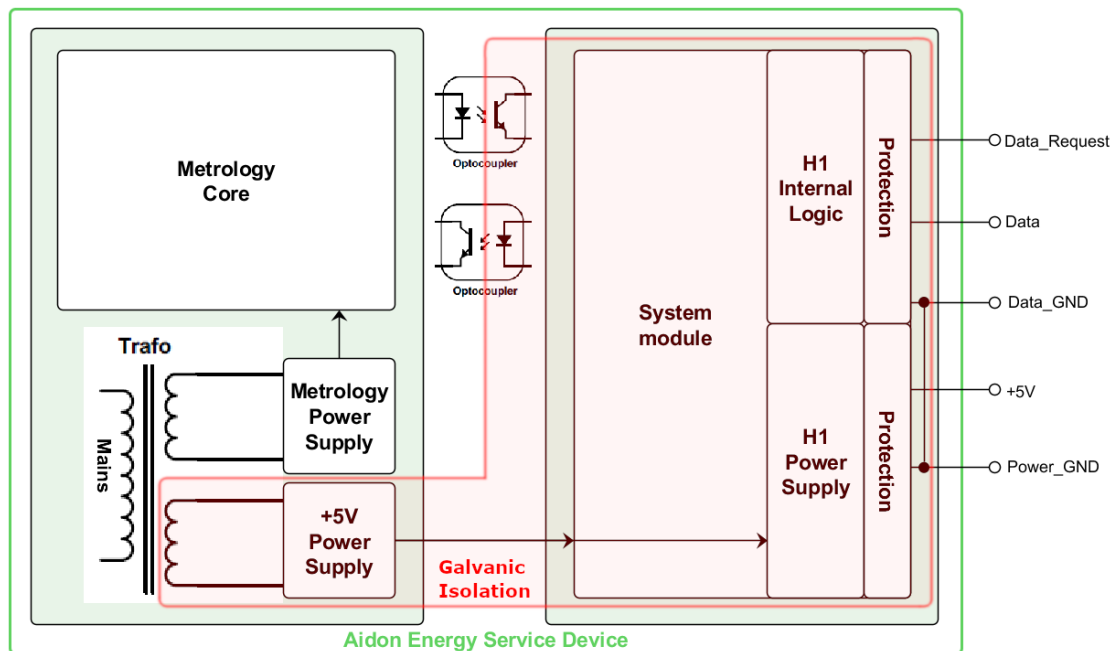 Metrology
Core
Optocoupler
Optocoupler
Trafo
Mains
Metrology
Power
Supply
+5V
Power
Supply
Galvanic
Isolation
System
module
H1
Internal
Logic
Protection
H1
Power
Supply
Protection
Data_Request
Data
Data_GND
+5V
Power_GND
Aidon Energy Service Device